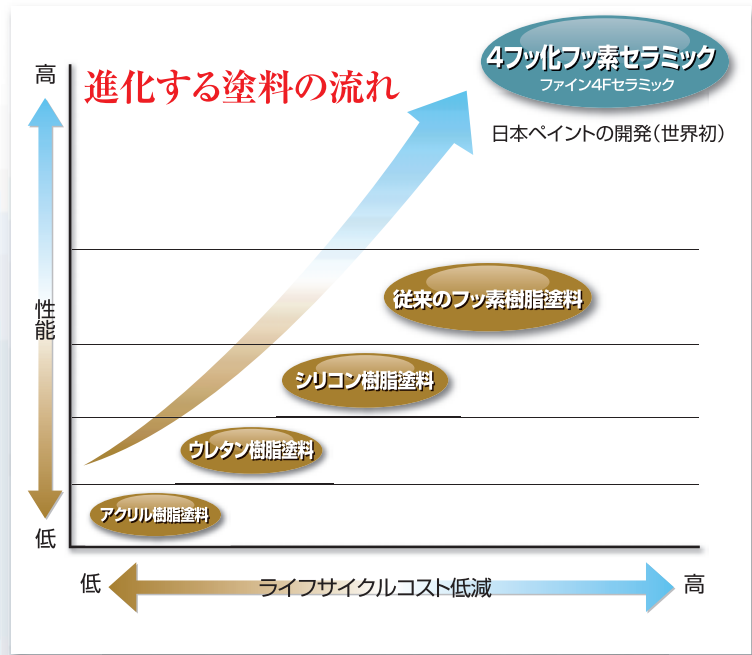 4フッ化フッ素セラミック
ファイン4Fセラミック
高
進化する塗料の流れ
日本ペイントの開発（世界初）
性能
従来のフッ素樹脂塗料
シリコン樹脂塗料
ウレタン樹脂塗料
アクリル樹脂塗料
低
低
ライフサイクルコスト低減
高